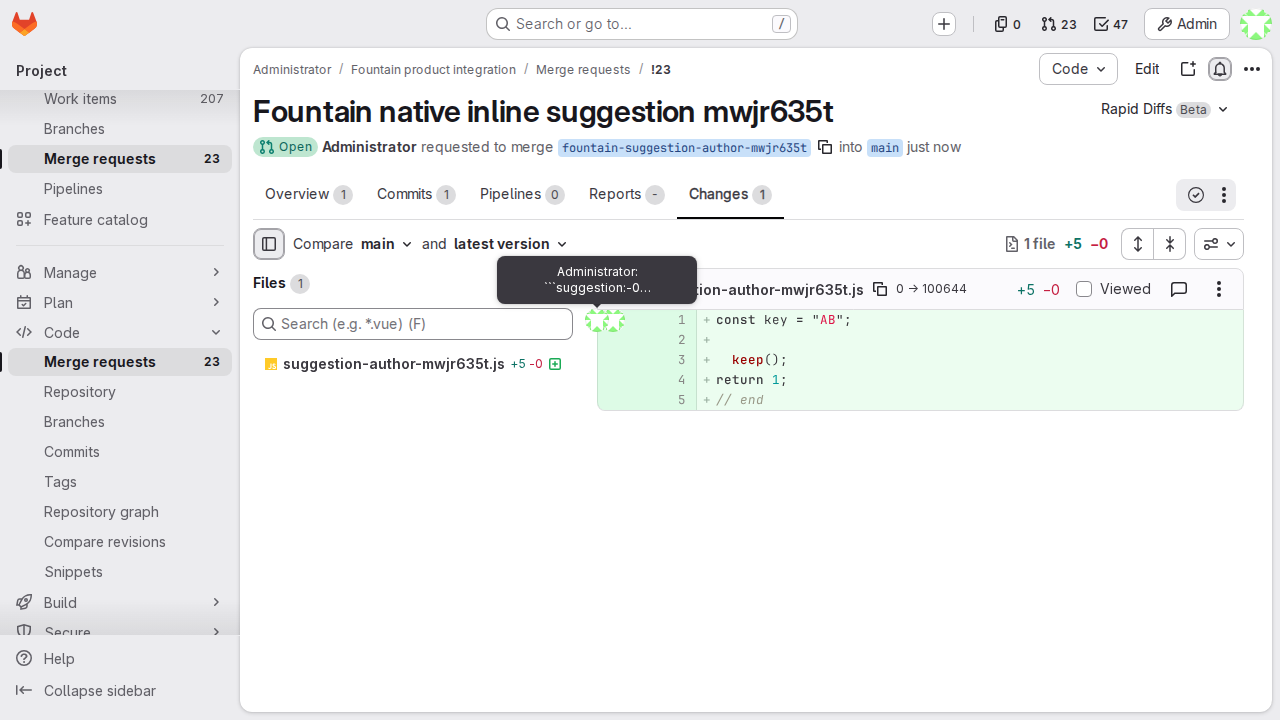 Search or go to...
/
0
23
47
Admin
Project
Work items
207
Branches
Merge requests
23
Pipelines
Feature catalog
Manage
Plan
Code
Merge requests
23
Repository
Branches
Commits
Tags
Repository graph
Compare revisions
Snippets
Build
Secure
Help
Collapse sidebar
Administrator / Fountain product integration / Merge requests / !23
Code
Edit
Fountain native inline suggestion mwjr635t
Rapid Diffs Beta
Open Administrator requested to merge fountain-suggestion-author-mwjr635t into main just now
Overview 1
Commits 1
Pipelines 0
Reports -
Changes 1
Compare main and latest version
1 file +5 −0
Files 1
Search (e.g. *.vue) (F)
suggestion-author-mwjr635t.js +5 -0
JS
Administrator:
```suggestion:-0…
tion-author-mwjr635t.js
0 → 100644
+5 −0
Viewed
1 + const key = "AB";
2 +
3 + keep();
4 + return 1;
5 + // end